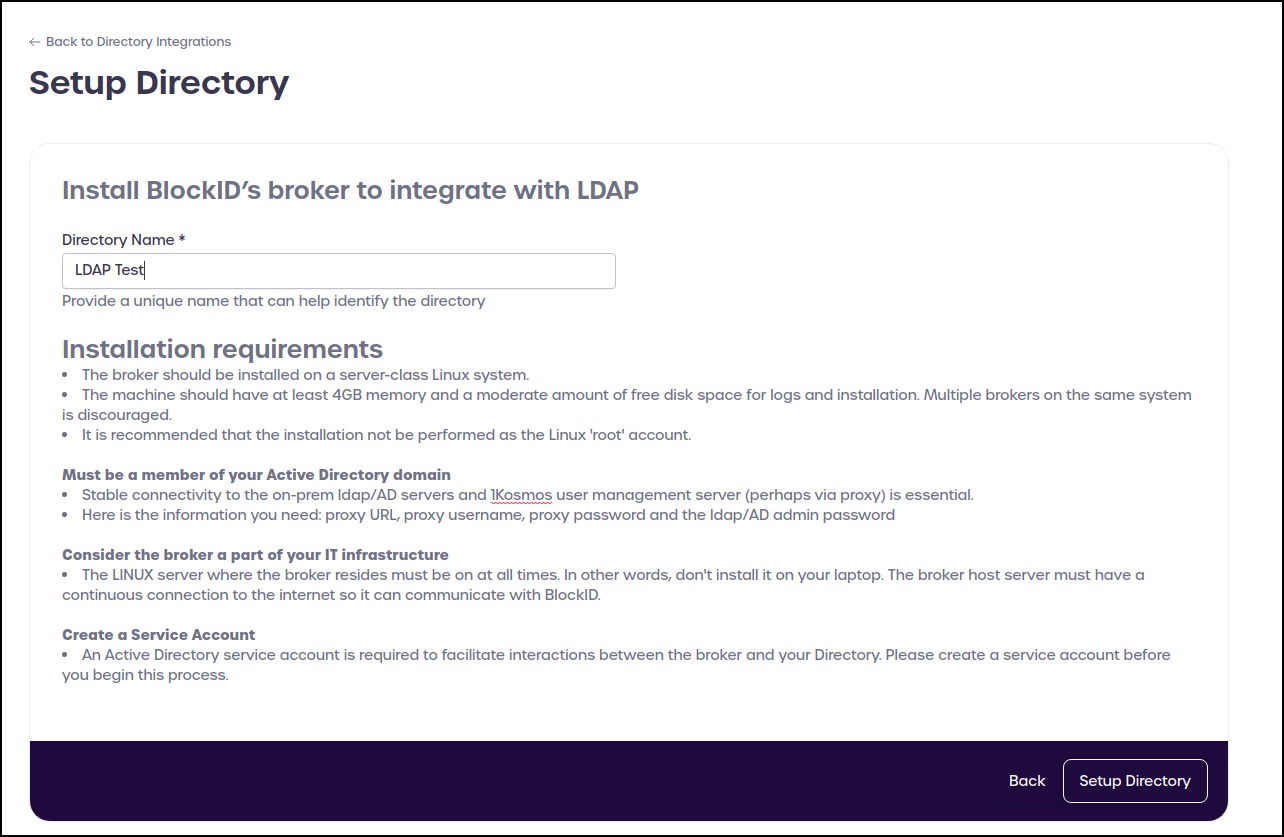 ← Back to Directory Integrations
Setup Directory
Install BlockID’s broker to integrate with LDAP
Directory Name *
LDAP Test
Provide a unique name that can help identify the directory
Installation requirements
• The broker should be installed on a server-class Linux system.
• The machine should have at least 4GB memory and a moderate amount of free disk space for logs and installation. Multiple brokers on the same system
is discouraged.
• It is recommended that the installation not be performed as the Linux 'root' account.
Must be a member of your Active Directory domain
• Stable connectivity to the on-prem ldap/AD servers and 1Kosmos user management server (perhaps via proxy) is essential.
• Here is the information you need: proxy URL, proxy username, proxy password and the ldap/AD admin password
Consider the broker a part of your IT infrastructure
• The LINUX server where the broker resides must be on at all times. In other words, don't install it on your laptop. The broker host server must have a
continuous connection to the internet so it can communicate with BlockID.
Create a Service Account
• An Active Directory service account is required to facilitate interactions between the broker and your Directory. Please create a service account before
you begin this process.
Back
Setup Directory